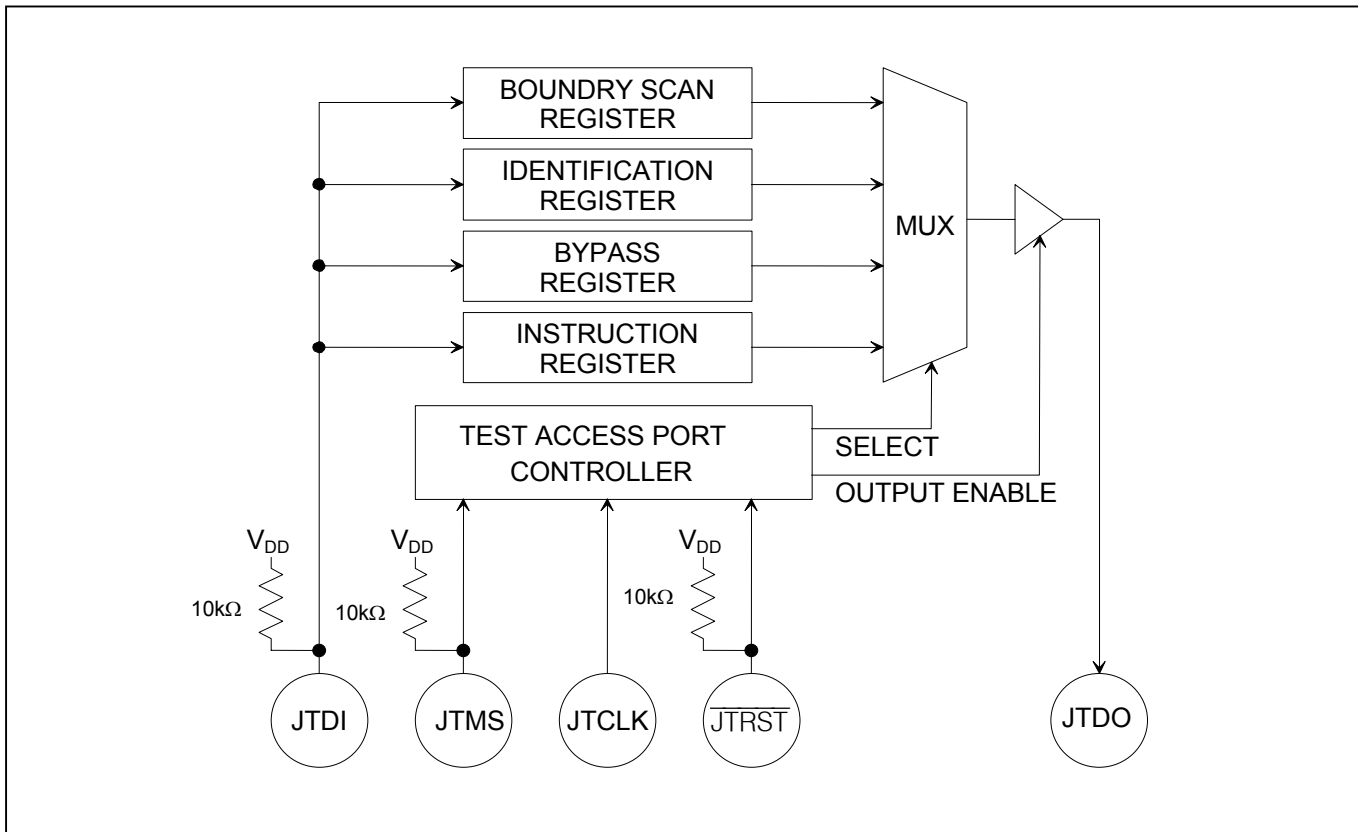 BOUNDRY SCAN
REGISTER
IDENTIFICATION
REGISTER
BYPASS
REGISTER
INSTRUCTION
REGISTER
MUX
TEST ACCESS PORT
CONTROLLER
SELECT
OUTPUT ENABLE
VDD
VDD
VDD
10kΩ
10kΩ
10kΩ
JTDI
JTMS
JTCLK
JTRST
JTDO